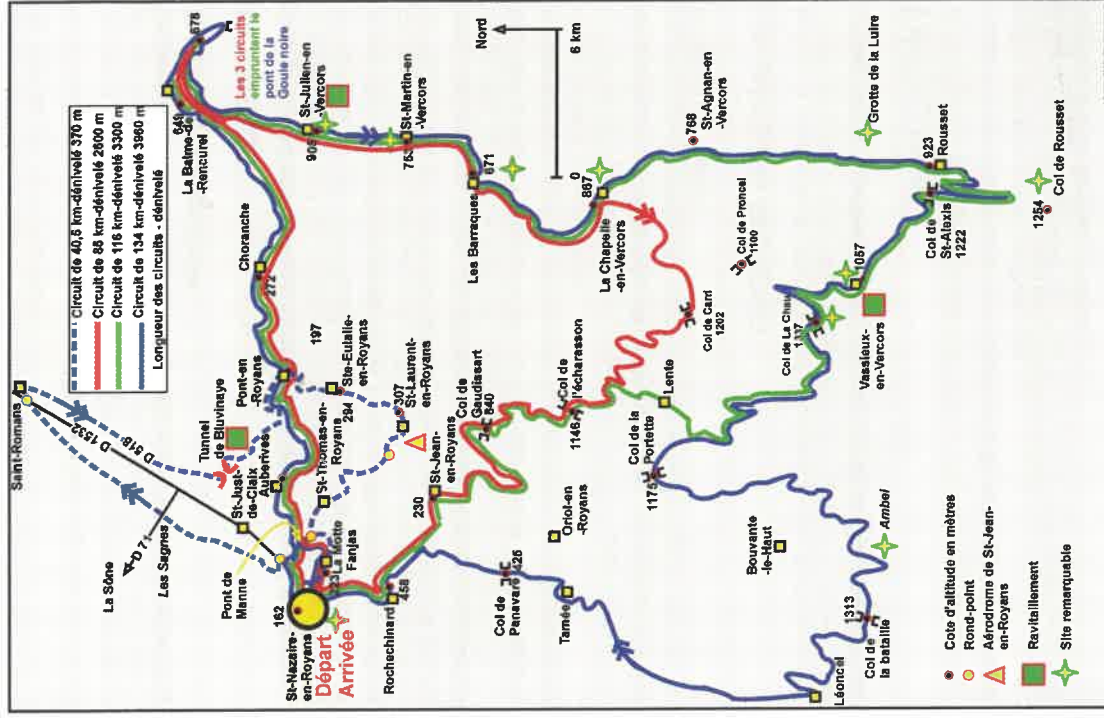 Circuit de 40,5 km-dénivelé 370 m
Circuit de 88 km-dénivelé 2600 m
Circuit de 116 km-dénivelé 3300 m
Circuit de 134 km-dénivelé 3960 m
Longueur des circuits - dénivelé
Les 3 circuits
empruntant le
pont de la
Goule noire
Nord
6 km
0
Saint-Romans
D 1532
D 518
La Sône
D 71
Les Sagnes
Tunnel
de Bluvinaye
St-Just-
de-Claix
Auberives
Pont-en
-Royans
197
Choranche
272
La Balme-de
-Rencurel
649
678
St-Julien-en
-Vercors
905
St-Martin-en
-Vercors
753
Les Barraques
671
La Chapelle
-en-Vercors
887
St-Agnan-en
-Vercors
768
Grotte de la Luire
923
Rousset
Col de Rousset
1254
Col de
St-Alexis
1222
1057
Vassieux-
en-Vercors
Col de La Chau
1337
Col de Proncel
1100
Col de Carri
1202
Lente
Col de
l'écharasson
1146
Col de la
Portette
1175
Col de
Gaudissart
840
St-Jean-
en-Royans
230
Ste-Eulalie-
en-Royans
294
307
St-Laurent-
en-Royans
St-Thomas-en-
Royans
Pont de
Manne
323
La Motte
Fanjas
162
St-Nazaire-
en-Royans
Départ
Arrivée
Rochechinard
458
Oriol-en
-Royans
Col de
Panavare
425
Tamée
Bouvante
-le-Haut
Ambel
1313
Col de
la bataille
Léoncel
Cote d'altitude en mètres
Rond-point
Aérodrome de St-Jean-
en-Royans
Ravitaillement
Site remarquable